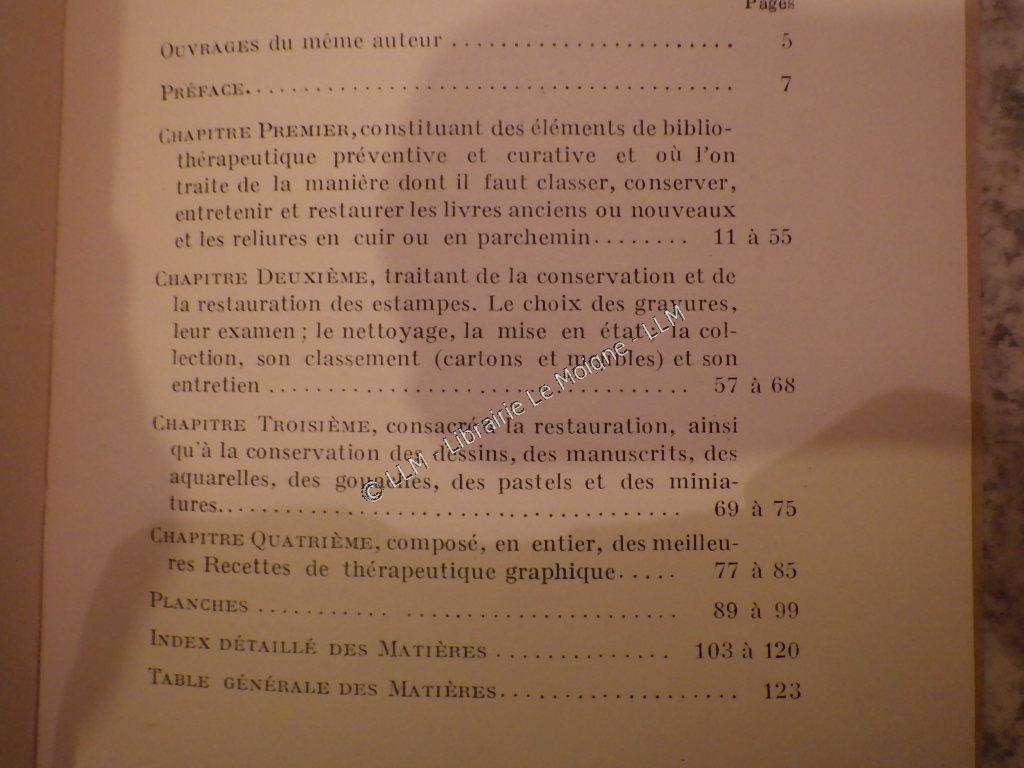 Pages
OUVRAGES du même auteur ....................... 5
PRÉFACE....................................... 7
CHAPITRE PREMIER, constituant des éléments de biblio-
thérapeutique préventive et curative et où l'on
traite de la manière dont il faut classer, conserver,
entretenir et restaurer les livres anciens ou nouveaux
et les reliures en cuir ou en parchemin........ 11 à 55
CHAPITRE DEUXIÈME, traitant de la conservation et de
la restauration des estampes. Le choix des gravures,
leur examen ; le nettoyage, la mise en état ; la col-
lection, son classement (cartons et meubles) et son
entretien .................................. 57 à 68
CHAPITRE TROISIÈME, consacré à la restauration, ainsi
qu'à la conservation des dessins, des manuscrits, des
aquarelles, des gouaches, des pastels et des minia-
tures..................................... 69 à 75
CHAPITRE QUATRIÈME, composé, en entier, des meilleu-
res Recettes de thérapeutique graphique..... 77 à 85
PLANCHES ........... .................... 89 à 99
INDEX DÉTAILLÉ DES MATIÈRES .............. 103 à 120
TABLE GÉNÉRALE DES MATIÈRES................... 123
© LLM - Librairie Le Moigne - LLM